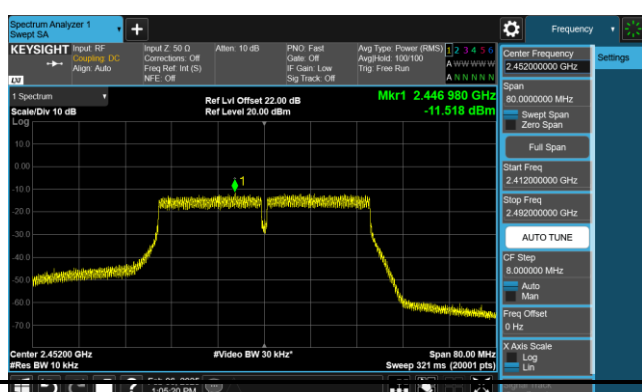 Spectrum Analyzer 1
Swept SA
Frequency
KEYSIGHT Input: RF Input Z: 50 Ω Atten: 10 dB PNO: Fast Avg Type: Power (RMS) 1 2 3 4 5 6
Coupling: DC Corrections: Off Gate: Off Avg|Hold: 100/100 A W W W W W
Align: Auto Freq Ref: Int (S) IF Gain: Low Trig: Free Run
NFE: Off Sig Track: Off A N N N N N
LXI
1 Spectrum
Scale/Div 10 dB
Log
Ref Lvl Offset 22.00 dB
Ref Level 20.00 dBm
Mkr1 2.446 980 GHz
-11.518 dBm
10.0
0.00
-10.0
-20.0
-30.0
-40.0
-50.0
-60.0
-70.0
1
Center 2.45200 GHz
#Res BW 10 kHz
#Video BW 30 kHz*
Span 80.00 MHz
Sweep 321 ms (20001 pts)
Center Frequency
2.452000000 GHz
Settings
Span
80.0000000 MHz
Swept Span
Zero Span
Full Span
Start Freq
2.412000000 GHz
Stop Freq
2.492000000 GHz
AUTO TUNE
CF Step
8.000000 MHz
Auto
Man
Freq Offset
0 Hz
X Axis Scale
Log
Lin
Signal Track